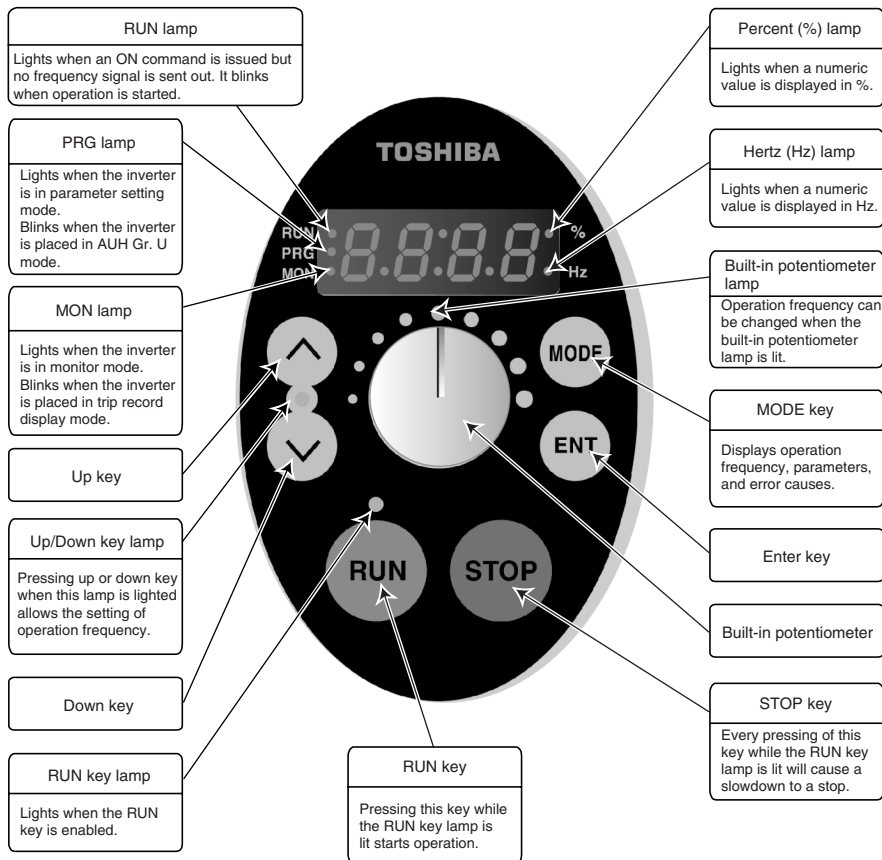 RUN lamp
Lights when an ON command is issued but
no frequency signal is sent out. It blinks
when operation is started.
PRG lamp
Lights when the inverter
is in parameter setting
mode.
Blinks when the inverter
is placed in AUH Gr. U
mode.
MON lamp
Lights when the inverter
is in monitor mode.
Blinks when the inverter
is placed in trip record
display mode.
Up key
Up/Down key lamp
Pressing up or down key
when this lamp is lighted
allows the setting of
operation frequency.
Down key
RUN key lamp
Lights when the RUN
key is enabled.
TOSHIBA
RUN
PRG
MON
8.8.8.8
%
Hz
MODE
ENT
RUN
STOP
RUN key
Pressing this key while
the RUN key lamp is
lit starts operation.
Percent (%) lamp
Lights when a numeric
value is displayed in %.
Hertz (Hz) lamp
Lights when a numeric
value is displayed in Hz.
Built-in potentiometer
lamp
Operation frequency can
be changed when the
built-in potentiometer
lamp is lit.
MODE key
Displays operation
frequency, parameters,
and error causes.
Enter key
Built-in potentiometer
STOP key
Every pressing of this
key while the RUN key
lamp is lit will cause a
slowdown to a stop.